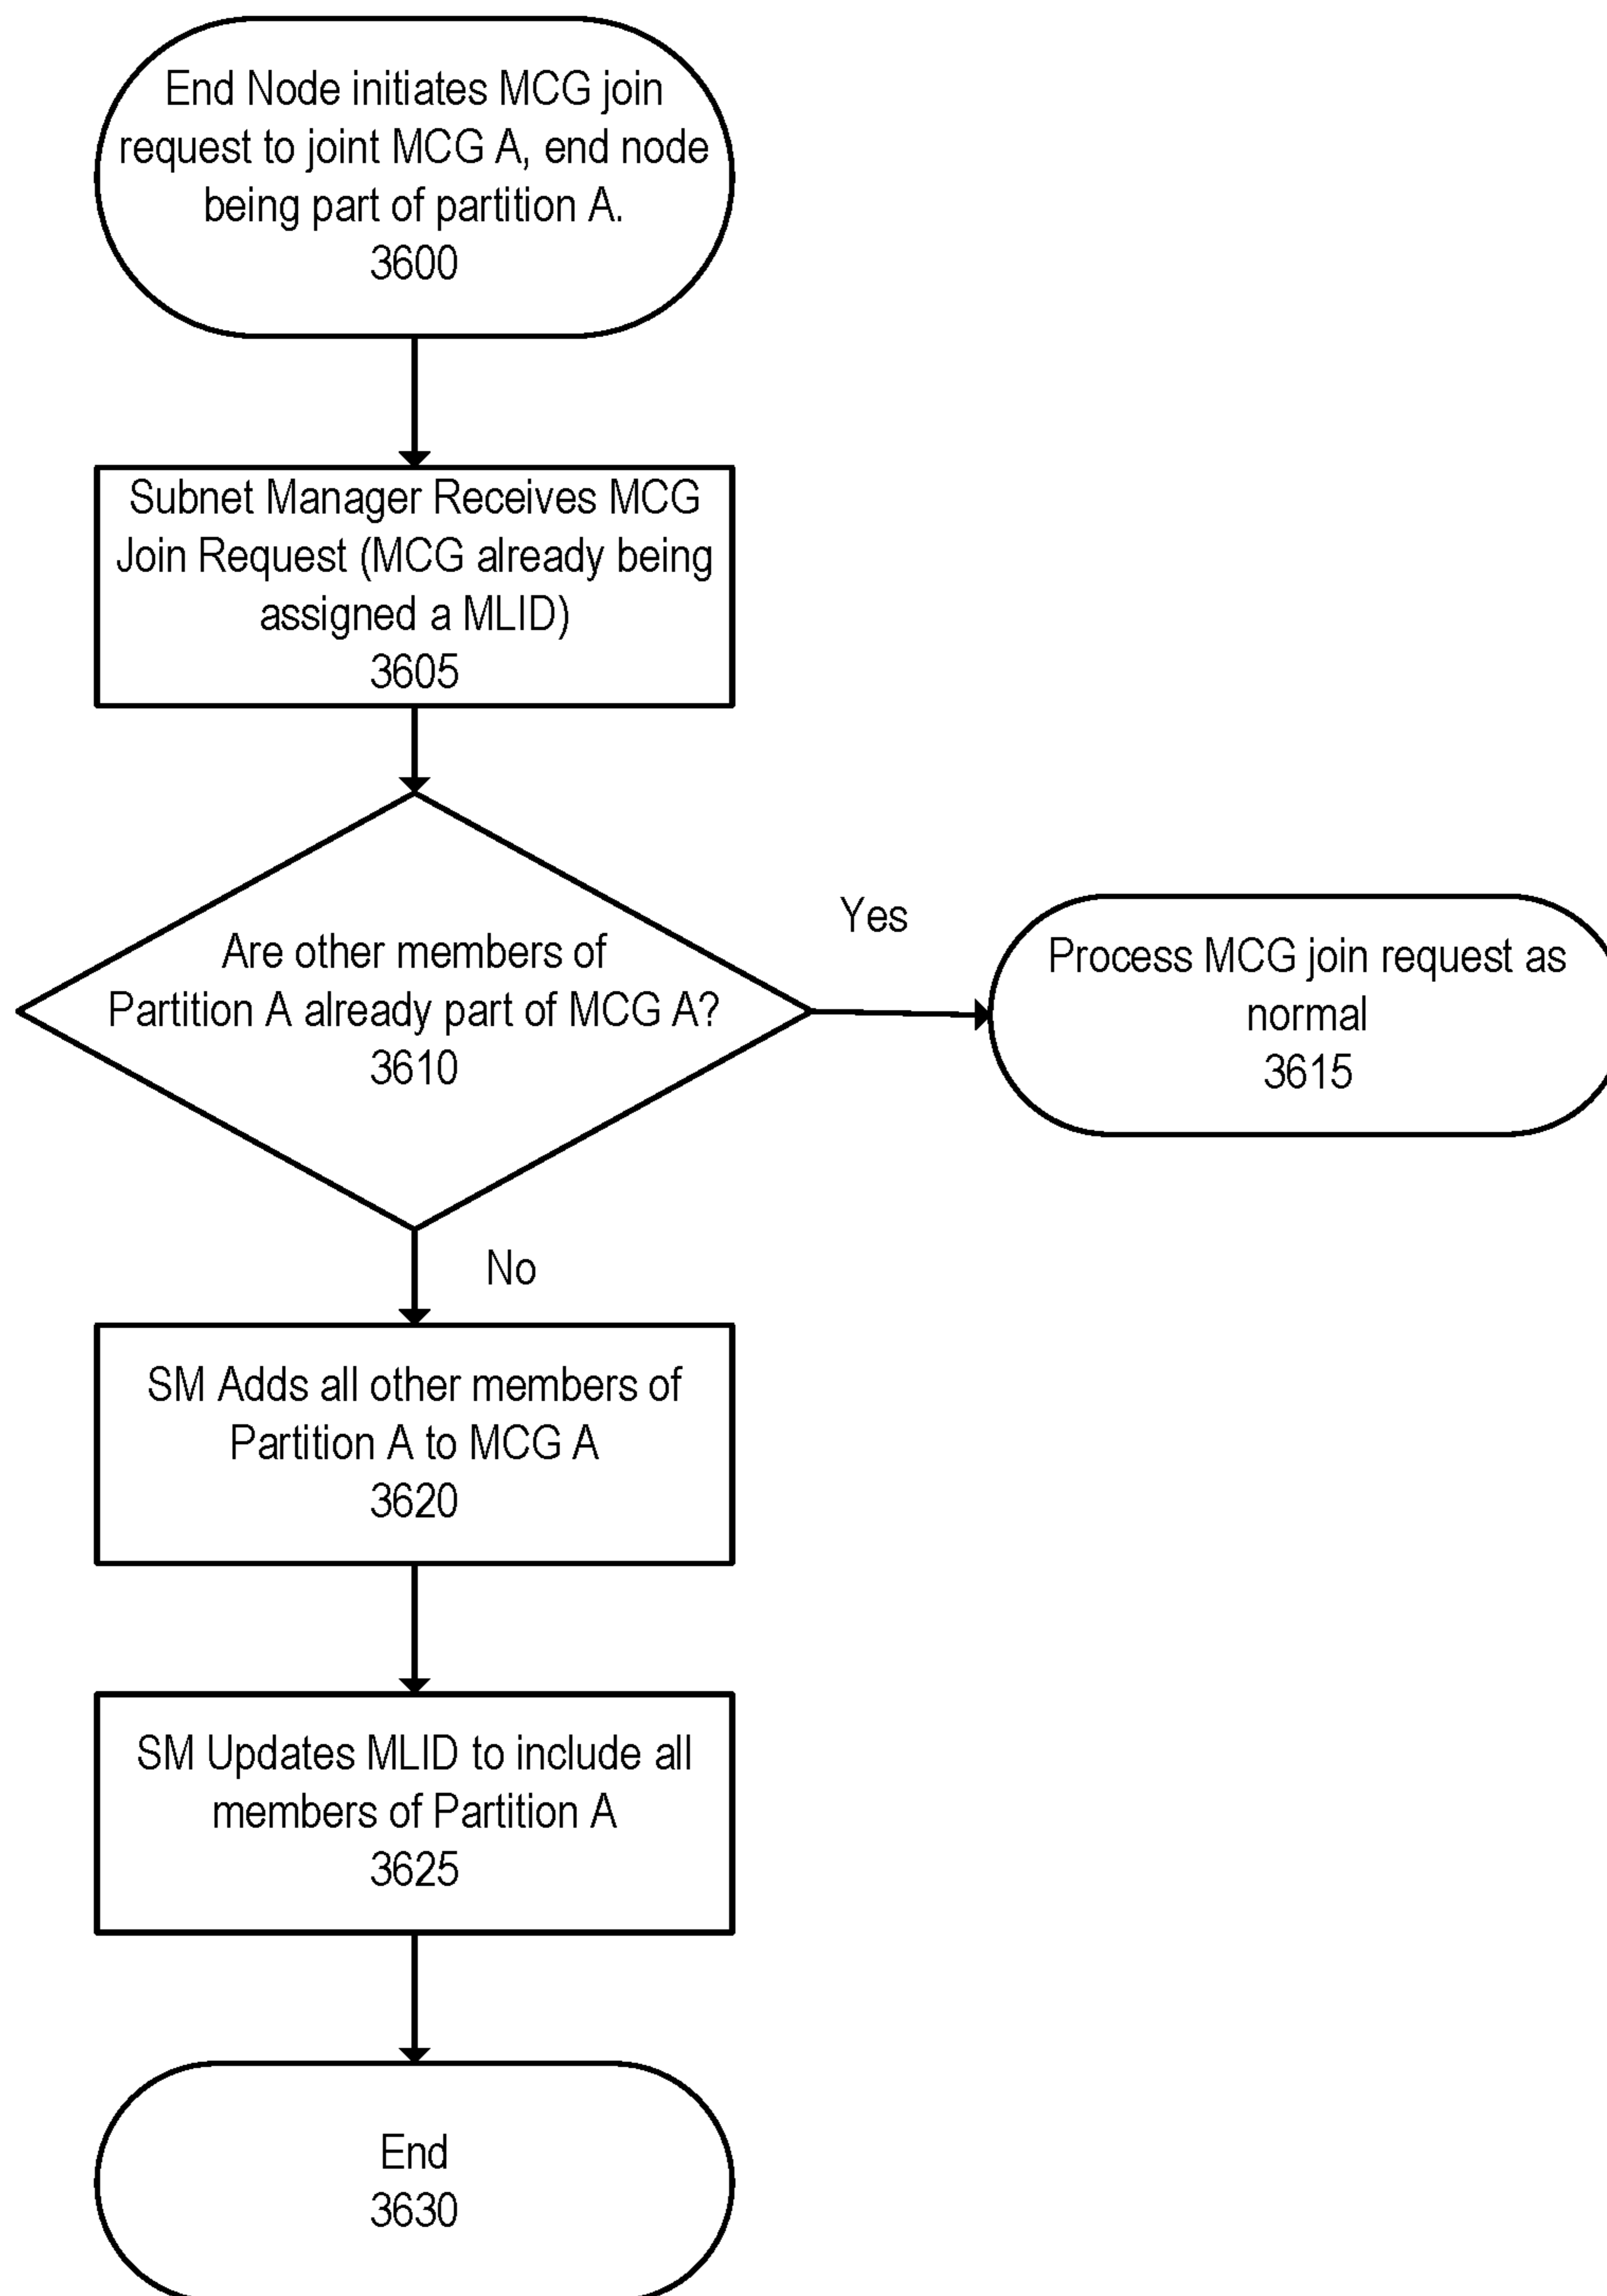 End Node initiates MCG join
request to joint MCG A, end node
being part of partition A.
3600
Subnet Manager Receives MCG
Join Request (MCG already being
assigned a MLID)
3605
Are other members of
Partition A already part of MCG A?
3610
Yes
Process MCG join request as
normal
3615
No
SM Adds all other members of
Partition A to MCG A
3620
SM Updates MLID to include all
members of Partition A
3625
End
3630